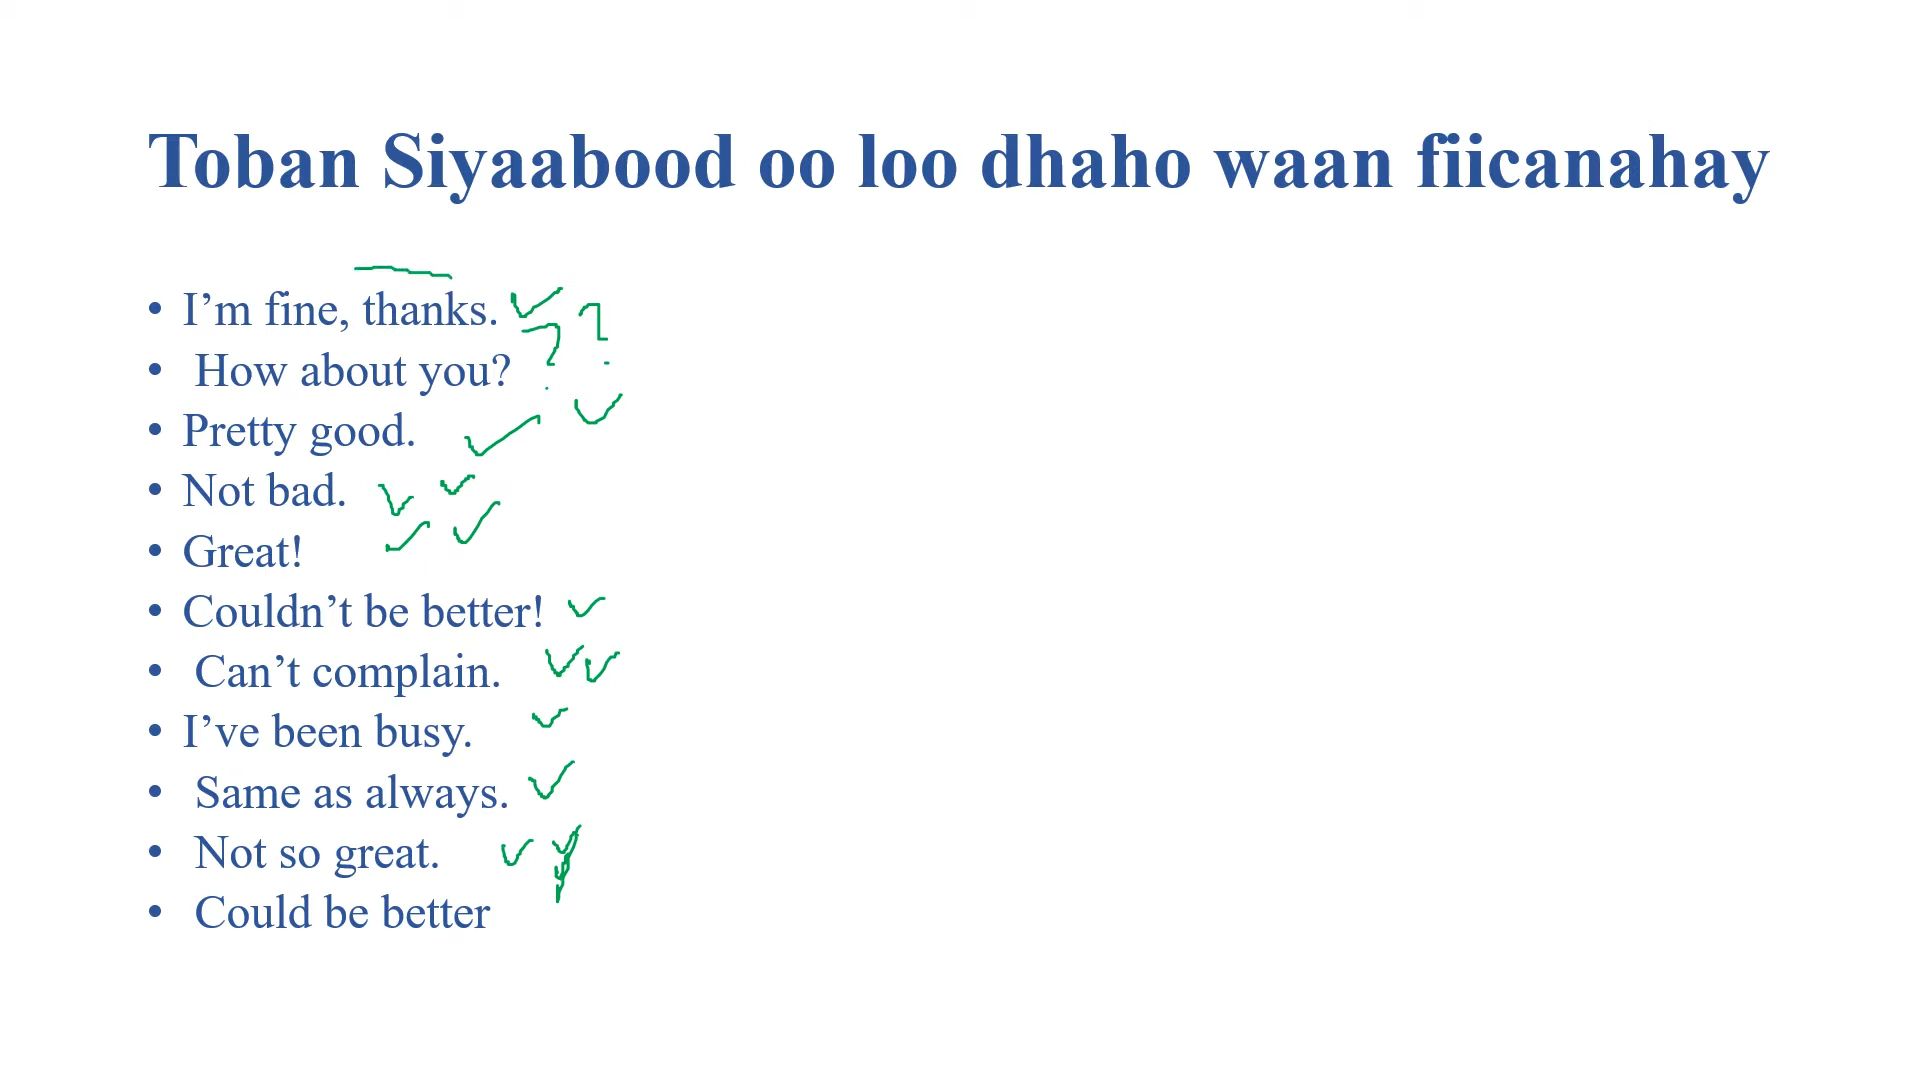 Toban Siyaabood oo loo dhaho waan fiicanahay
• I’m fine, thanks.
• How about you?
• Pretty good.
• Not bad.
• Great!
• Couldn’t be better!
• Can’t complain.
• I’ve been busy.
• Same as always.
• Not so great.
• Could be better